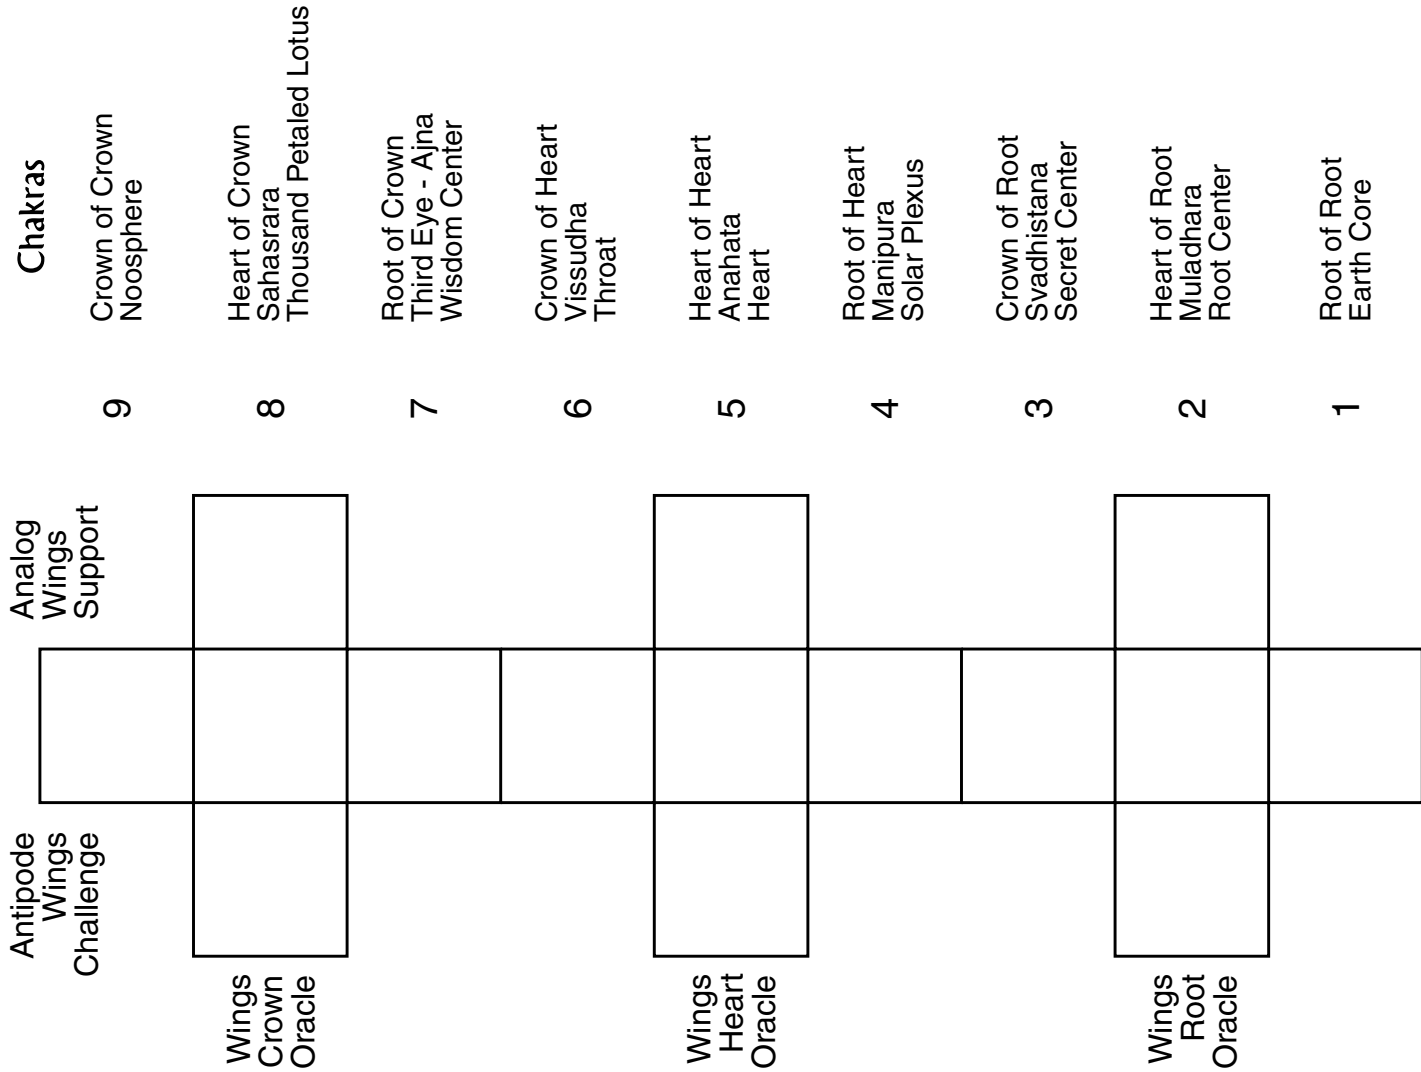 Chakras
Antipode
Wings
Challenge
Analog
Wings
Support
9
Crown of Crown
Noosphere
Wings
Crown
Oracle
8
Heart of Crown
Sahasrara
Thousand Petaled Lotus
7
Root of Crown
Third Eye - Ajna
Wisdom Center
6
Crown of Heart
Vissudha
Throat
Wings
Heart
Oracle
5
Heart of Heart
Anahata
Heart
4
Root of Heart
Manipura
Solar Plexus
3
Crown of Root
Svadhistana
Secret Center
Wings
Root
Oracle
2
Heart of Root
Muladhara
Root Center
1
Root of Root
Earth Core